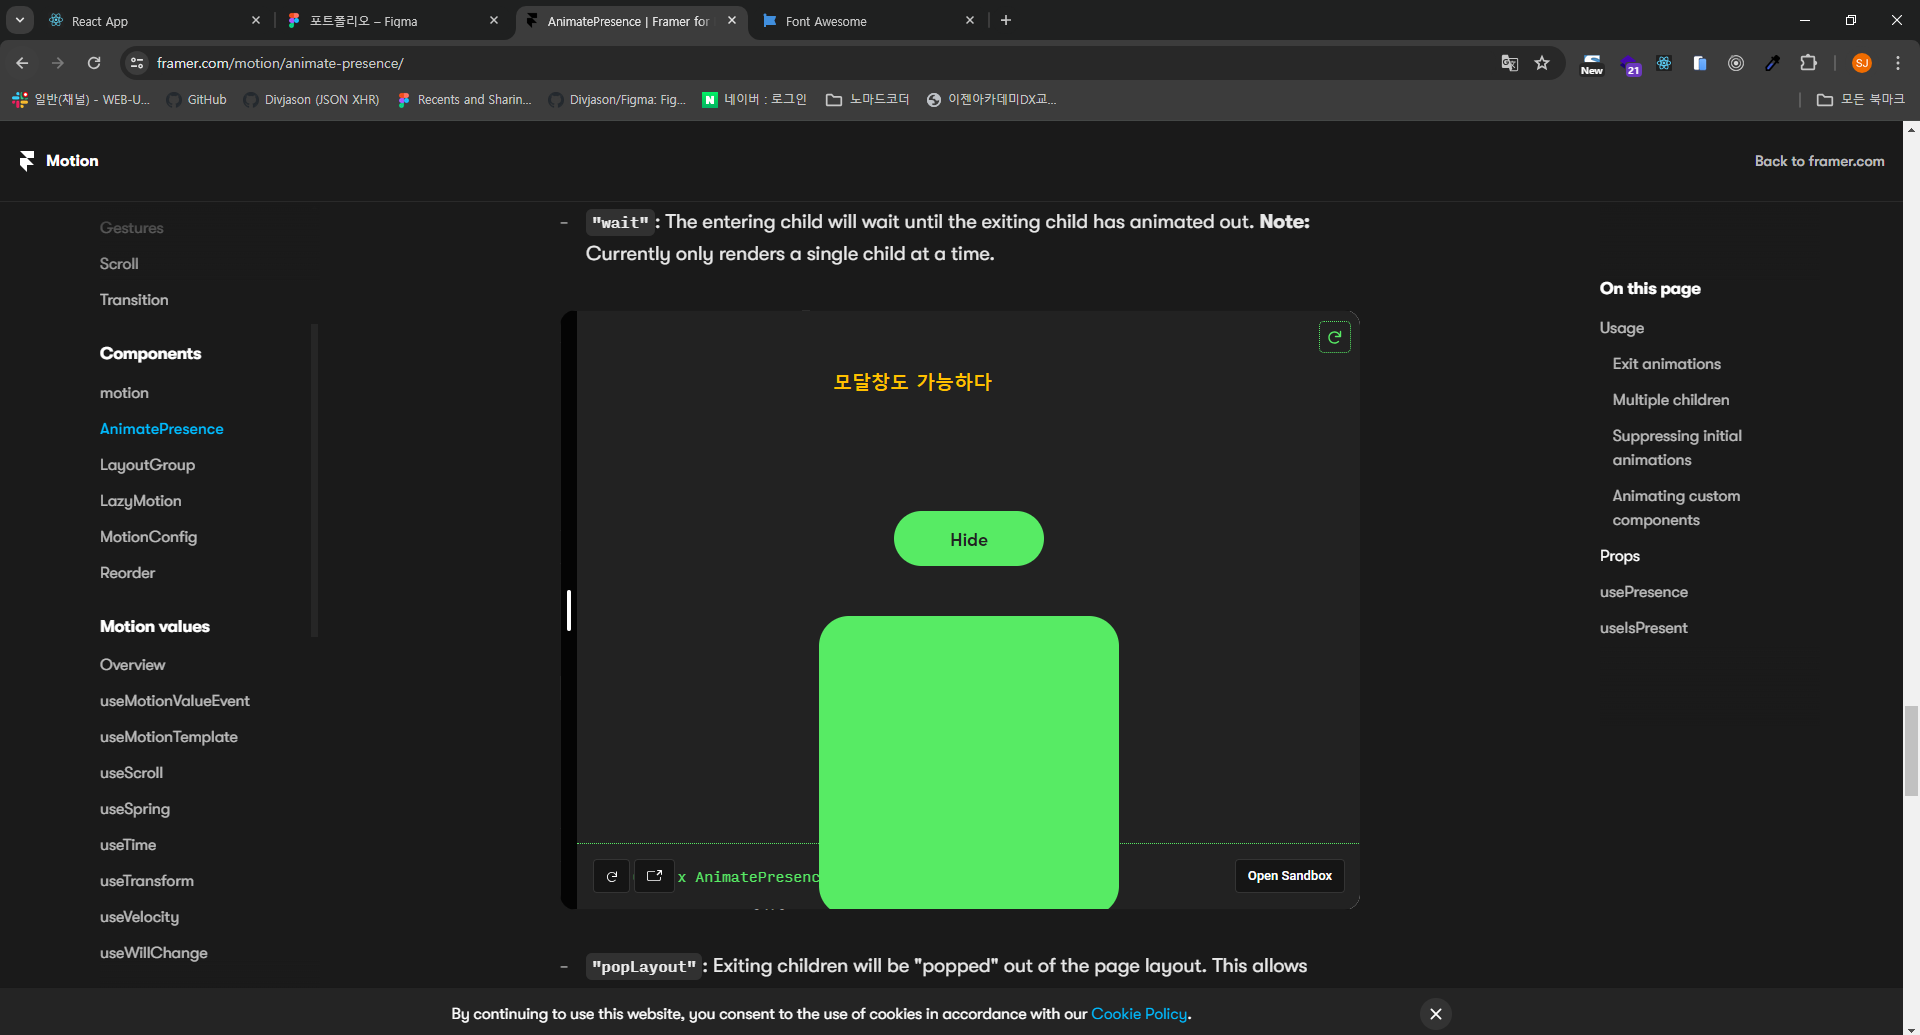 React App
포트폴리오 – Figma
AnimatePresence | Framer for
Font Awesome
framer.com/motion/animate-presence/
New
21
SJ
일반(채널) - WEB-U...
GitHub
Divjason (JSON XHR)
Recents and Sharin...
Divjason/Figma: Fig...
네이버 : 로그인
노마드코더
이젠아카데미DX교...
모든 북마크
Motion
Back to framer.com
Gestures
Scroll
Transition
Components
motion
AnimatePresence
LayoutGroup
LazyMotion
MotionConfig
Reorder
Motion values
Overview
useMotionValueEvent
useMotionTemplate
useScroll
useSpring
useTime
useTransform
useVelocity
useWillChange
- "wait": The entering child will wait until the exiting child has animated out. Note:
Currently only renders a single child at a time.
모달창도 가능하다
Hide
x AnimatePresenc
Open Sandbox
- "popLayout": Exiting children will be "popped" out of the page layout. This allows
On this page
Usage
Exit animations
Multiple children
Suppressing initial
animations
Animating custom
components
Props
usePresence
useIsPresent
By continuing to use this website, you consent to the use of cookies in accordance with our Cookie Policy.